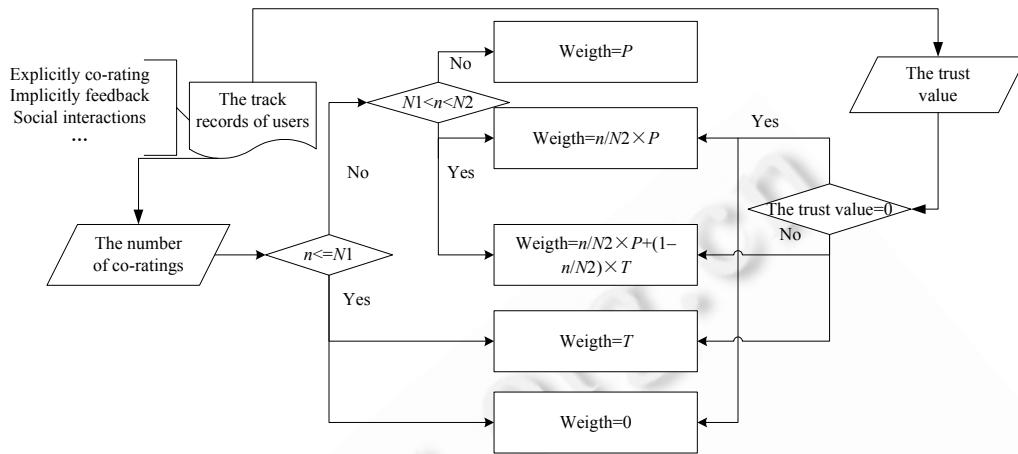 Explicitly co-rating
Implicitly feedback
Social interactions
...
The track
records of users
The number
of co-ratings
n<=N1
No
Yes
N1<n<N2
No
Yes
Weigth=P
Weigth=n/N2×P
Weigth=n/N2×P+(1–
n/N2)×T
Weigth=T
Weigth=0
The trust
value
The trust value=0
Yes
No